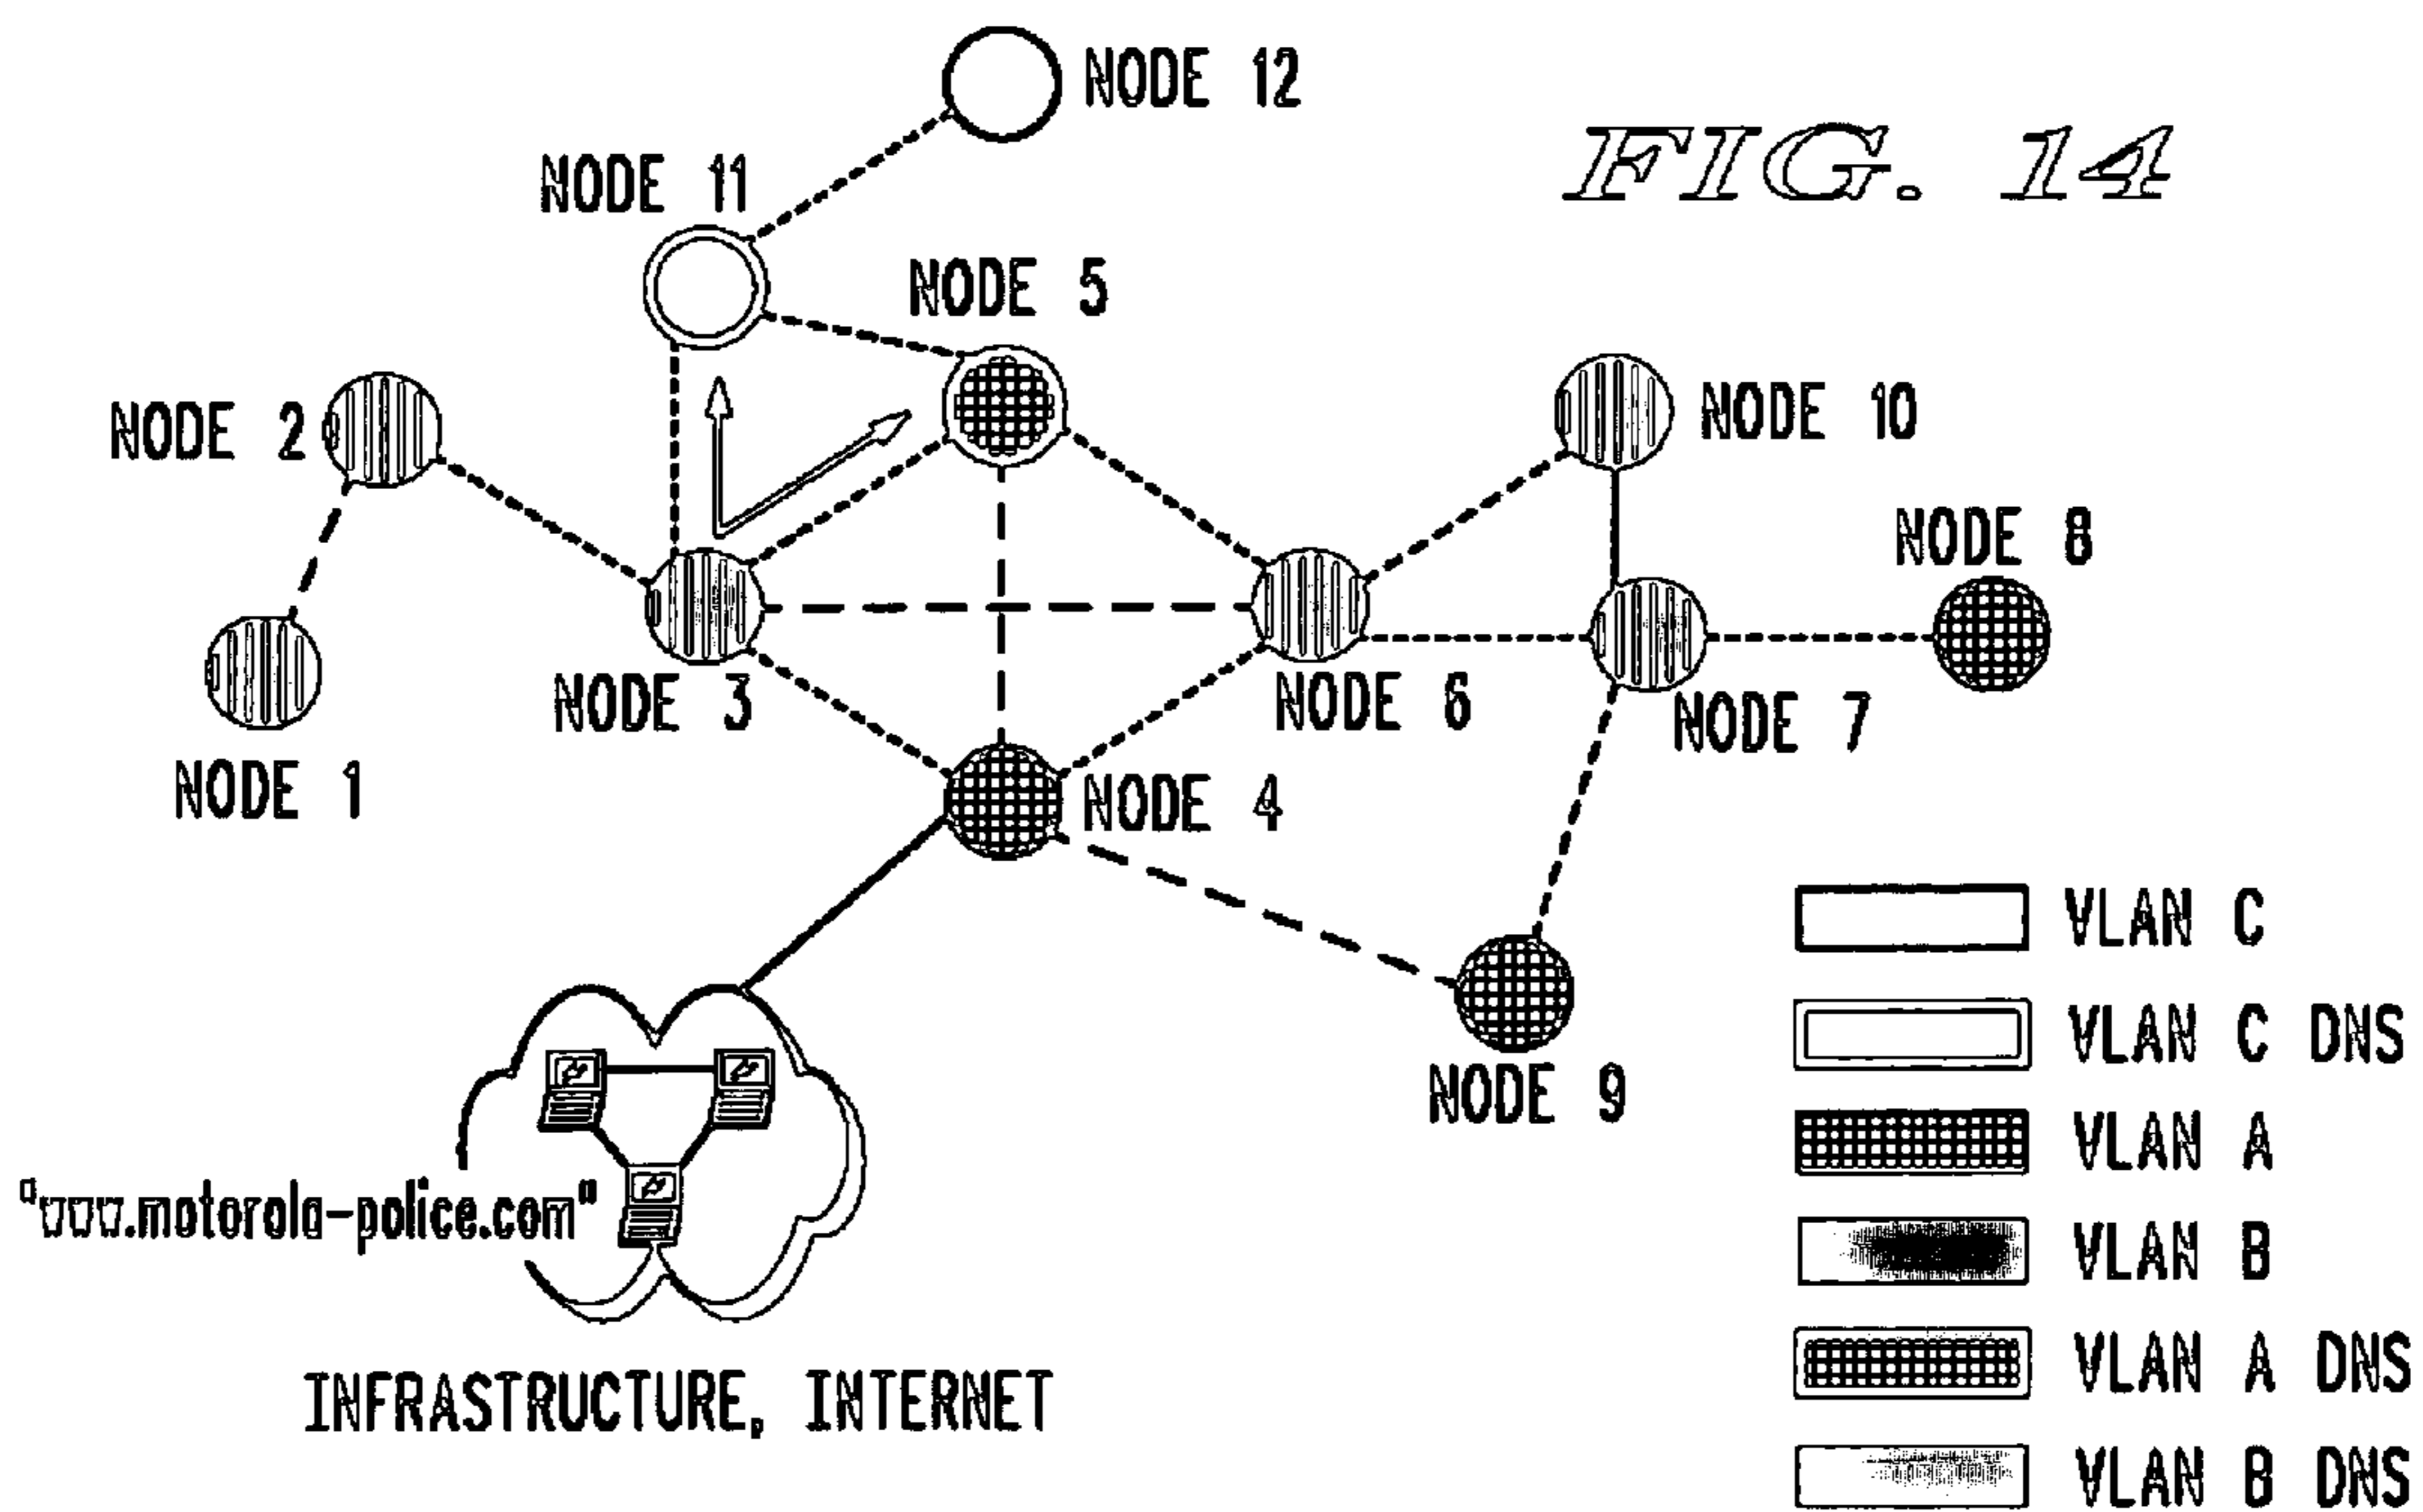 NODE 12
FIG. 14
NODE 11
NODE 5
NODE 2
NODE 10
NODE 8
NODE 3
NODE 6
NODE 7
NODE 1
NODE 4
VLAN C
VLAN C DNS
NODE 9
VLAN A
"www.motorola-police.com"
VLAN B
VLAN A DNS
INFRASTRUCTURE, INTERNET
VLAN B DNS